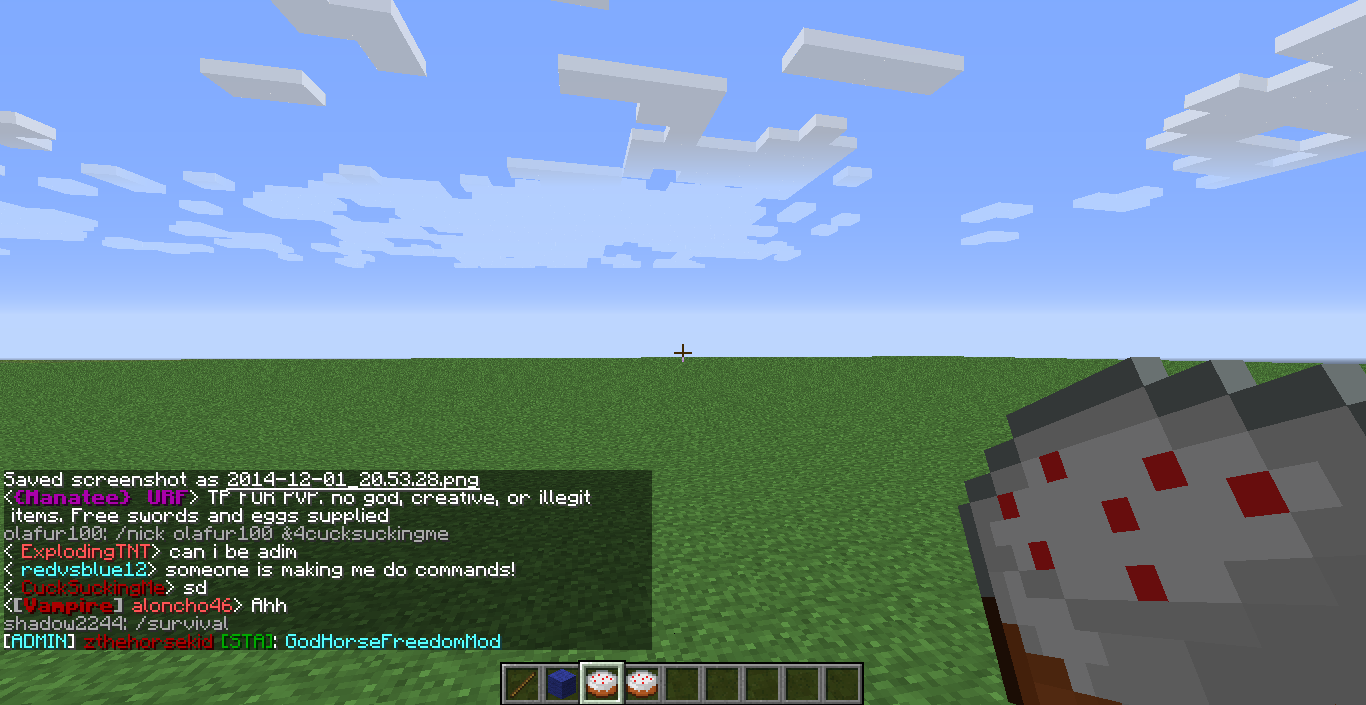 Saved screenshot as 2014-12-01_20.53.28.png
<{Manatee} URF> TP FOR PVP. no god, creative, or illegit
items. Free swords and eggs supplied
olafur100: /nick olafur100 &4cucksuckingme
< ExplodingTNT> can i be adim
< redvsblue12> someone is making me do commands!
< CuckSuckingMe> sd
<[Vampire] aloncho46> Ahh
shadow2244: /survival
[ADMIN] zthehorsekid [STA]: GodHorseFreedomMod